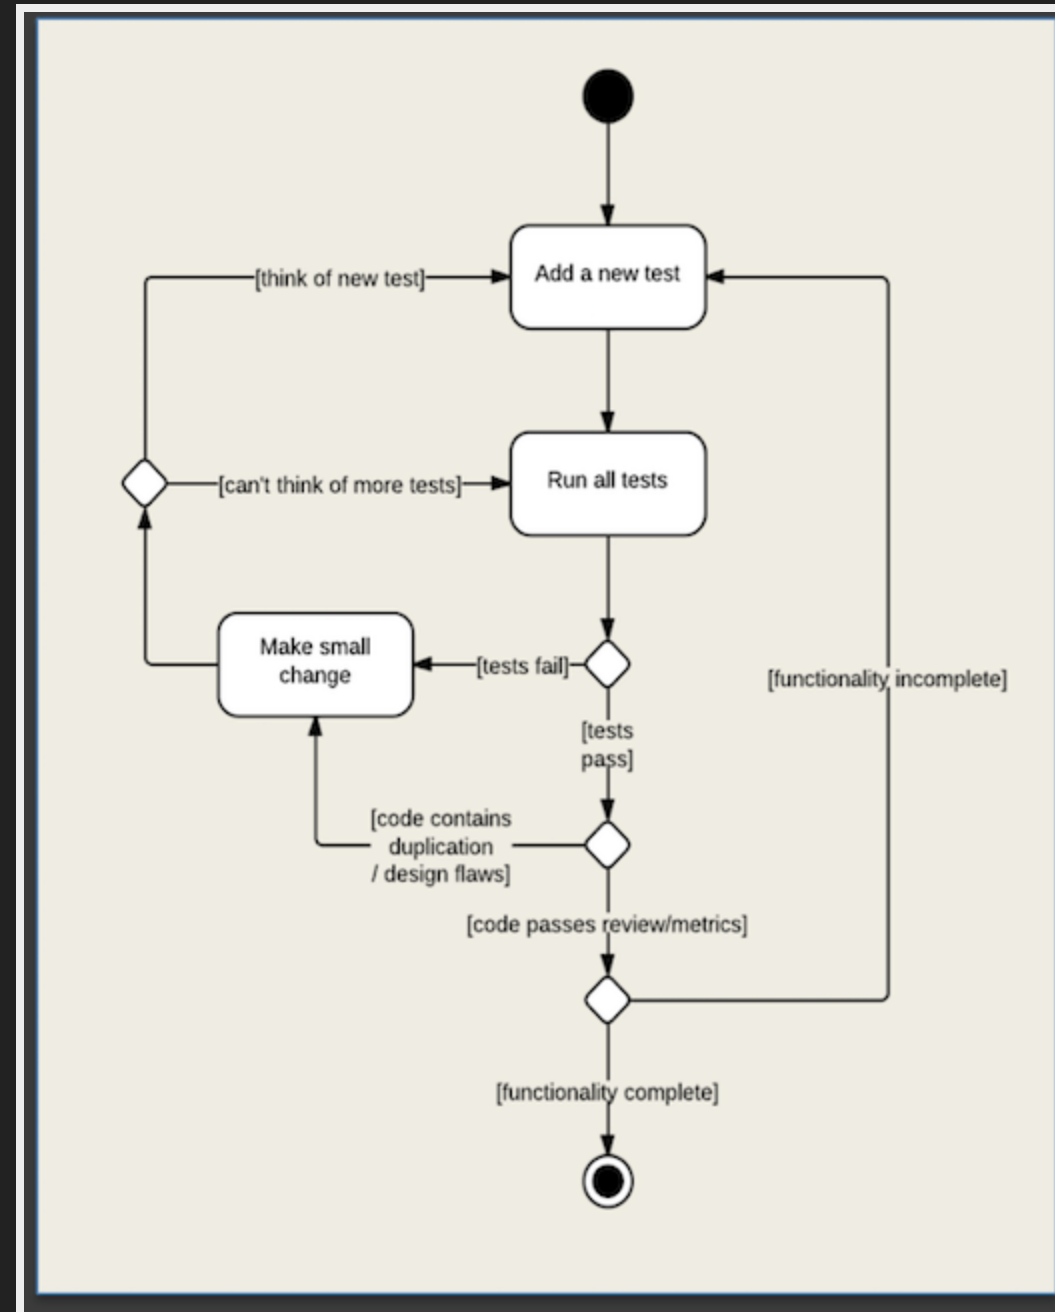 Add a new test
[think of new test]
Run all tests
[can't think of more tests]
Make small
change
[tests fail]
[functionality incomplete]
[tests
pass]
[code contains
duplication
/ design flaws]
[code passes review/metrics]
[functionality complete]